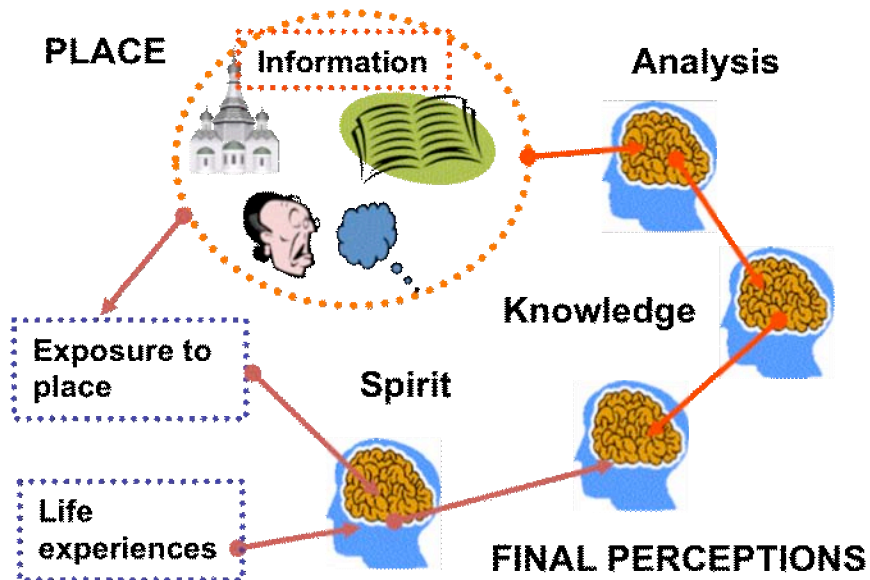 PLACE
Information
Analysis
Knowledge
Exposure to
place
Spirit
Life
experiences
FINAL PERCEPTIONS